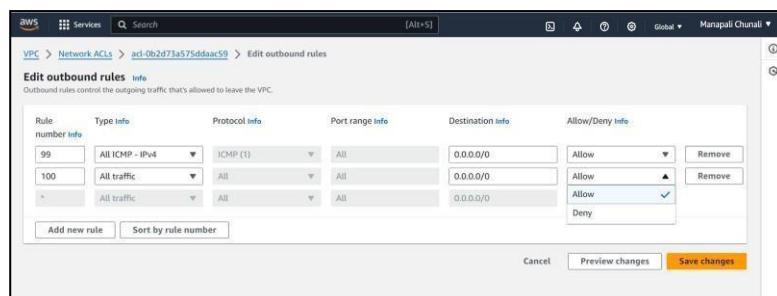 aws Services Search [Alt+S] Global Manapali Chunali
VPC > Network ACLs > acl-0b2d73a575ddaac59 > Edit outbound rules
Edit outbound rules Info
Outbound rules control the outgoing traffic that's allowed to leave the VPC.
Rule number Info Type Info Protocol Info Port range Info Destination Info Allow/Deny Info
99 All ICMP - IPv4 ICMP (1) All 0.0.0.0/0 Allow Remove
100 All traffic All All 0.0.0.0/0 Allow Remove
* All traffic All All 0.0.0.0/0 Allow
Deny
Add new rule Sort by rule number
Cancel Preview changes Save changes